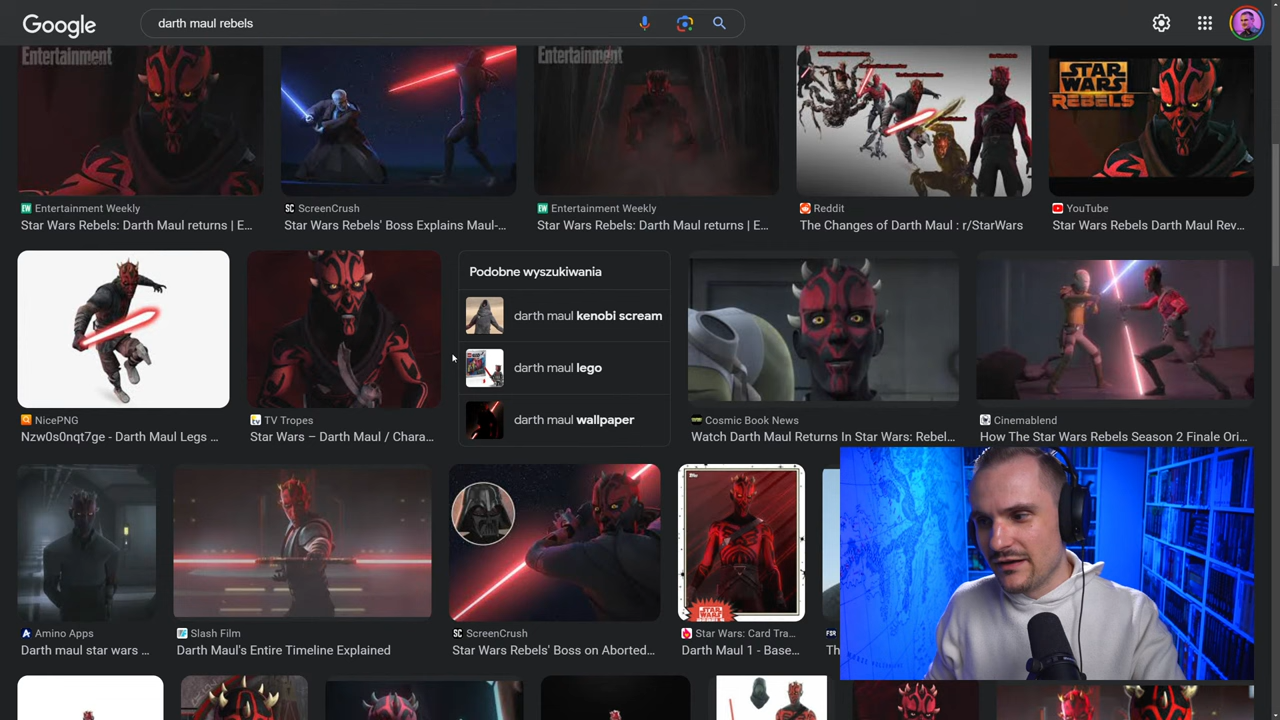 Google
darth maul rebels
Entertainment
Entertainment
STAR WARS
REBELS
Entertainment Weekly
Star Wars Rebels: Darth Maul returns | E...
ScreenCrush
Star Wars Rebels' Boss Explains Maul-...
Entertainment Weekly
Star Wars Rebels: Darth Maul returns | E...
Reddit
The Changes of Darth Maul : r/StarWars
YouTube
Star Wars Rebels Darth Maul Rev...
Podobne wyszukiwania
darth maul kenobi scream
darth maul lego
darth maul wallpaper
NicePNG
Nzw0s0nqt7ge - Darth Maul Legs ...
TV Tropes
Star Wars – Darth Maul / Chara...
Cosmic Book News
Watch Darth Maul Returns In Star Wars: Rebel...
Cinemablend
How The Star Wars Rebels Season 2 Finale Ori...
Topps
STAR
WARS
Amino Apps
Darth maul star wars ...
Slash Film
Darth Maul's Entire Timeline Explained
ScreenCrush
Star Wars Rebels' Boss on Aborted...
Star Wars: Card Tra...
Darth Maul 1 - Base...
Th